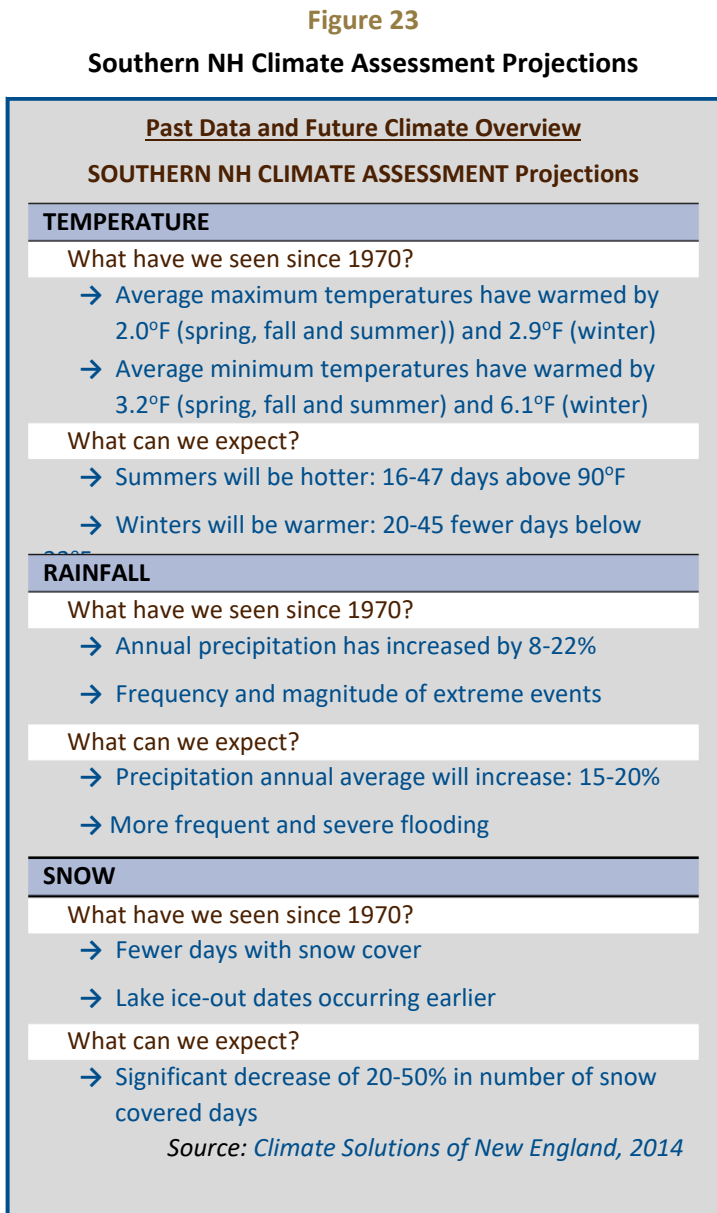 Figure 23
Southern NH Climate Assessment Projections
Past Data and Future Climate Overview
SOUTHERN NH CLIMATE ASSESSMENT Projections
TEMPERATURE
What have we seen since 1970?
→ Average maximum temperatures have warmed by
2.0°F (spring, fall and summer)) and 2.9°F (winter)
→ Average minimum temperatures have warmed by
3.2°F (spring, fall and summer) and 6.1°F (winter)
What can we expect?
→ Summers will be hotter: 16-47 days above 90°F
→ Winters will be warmer: 20-45 fewer days below
RAINFALL
What have we seen since 1970?
→ Annual precipitation has increased by 8-22%
→ Frequency and magnitude of extreme events
What can we expect?
→ Precipitation annual average will increase: 15-20%
→ More frequent and severe flooding
SNOW
What have we seen since 1970?
→ Fewer days with snow cover
→ Lake ice-out dates occurring earlier
What can we expect?
→ Significant decrease of 20-50% in number of snow
covered days
Source: Climate Solutions of New England, 2014